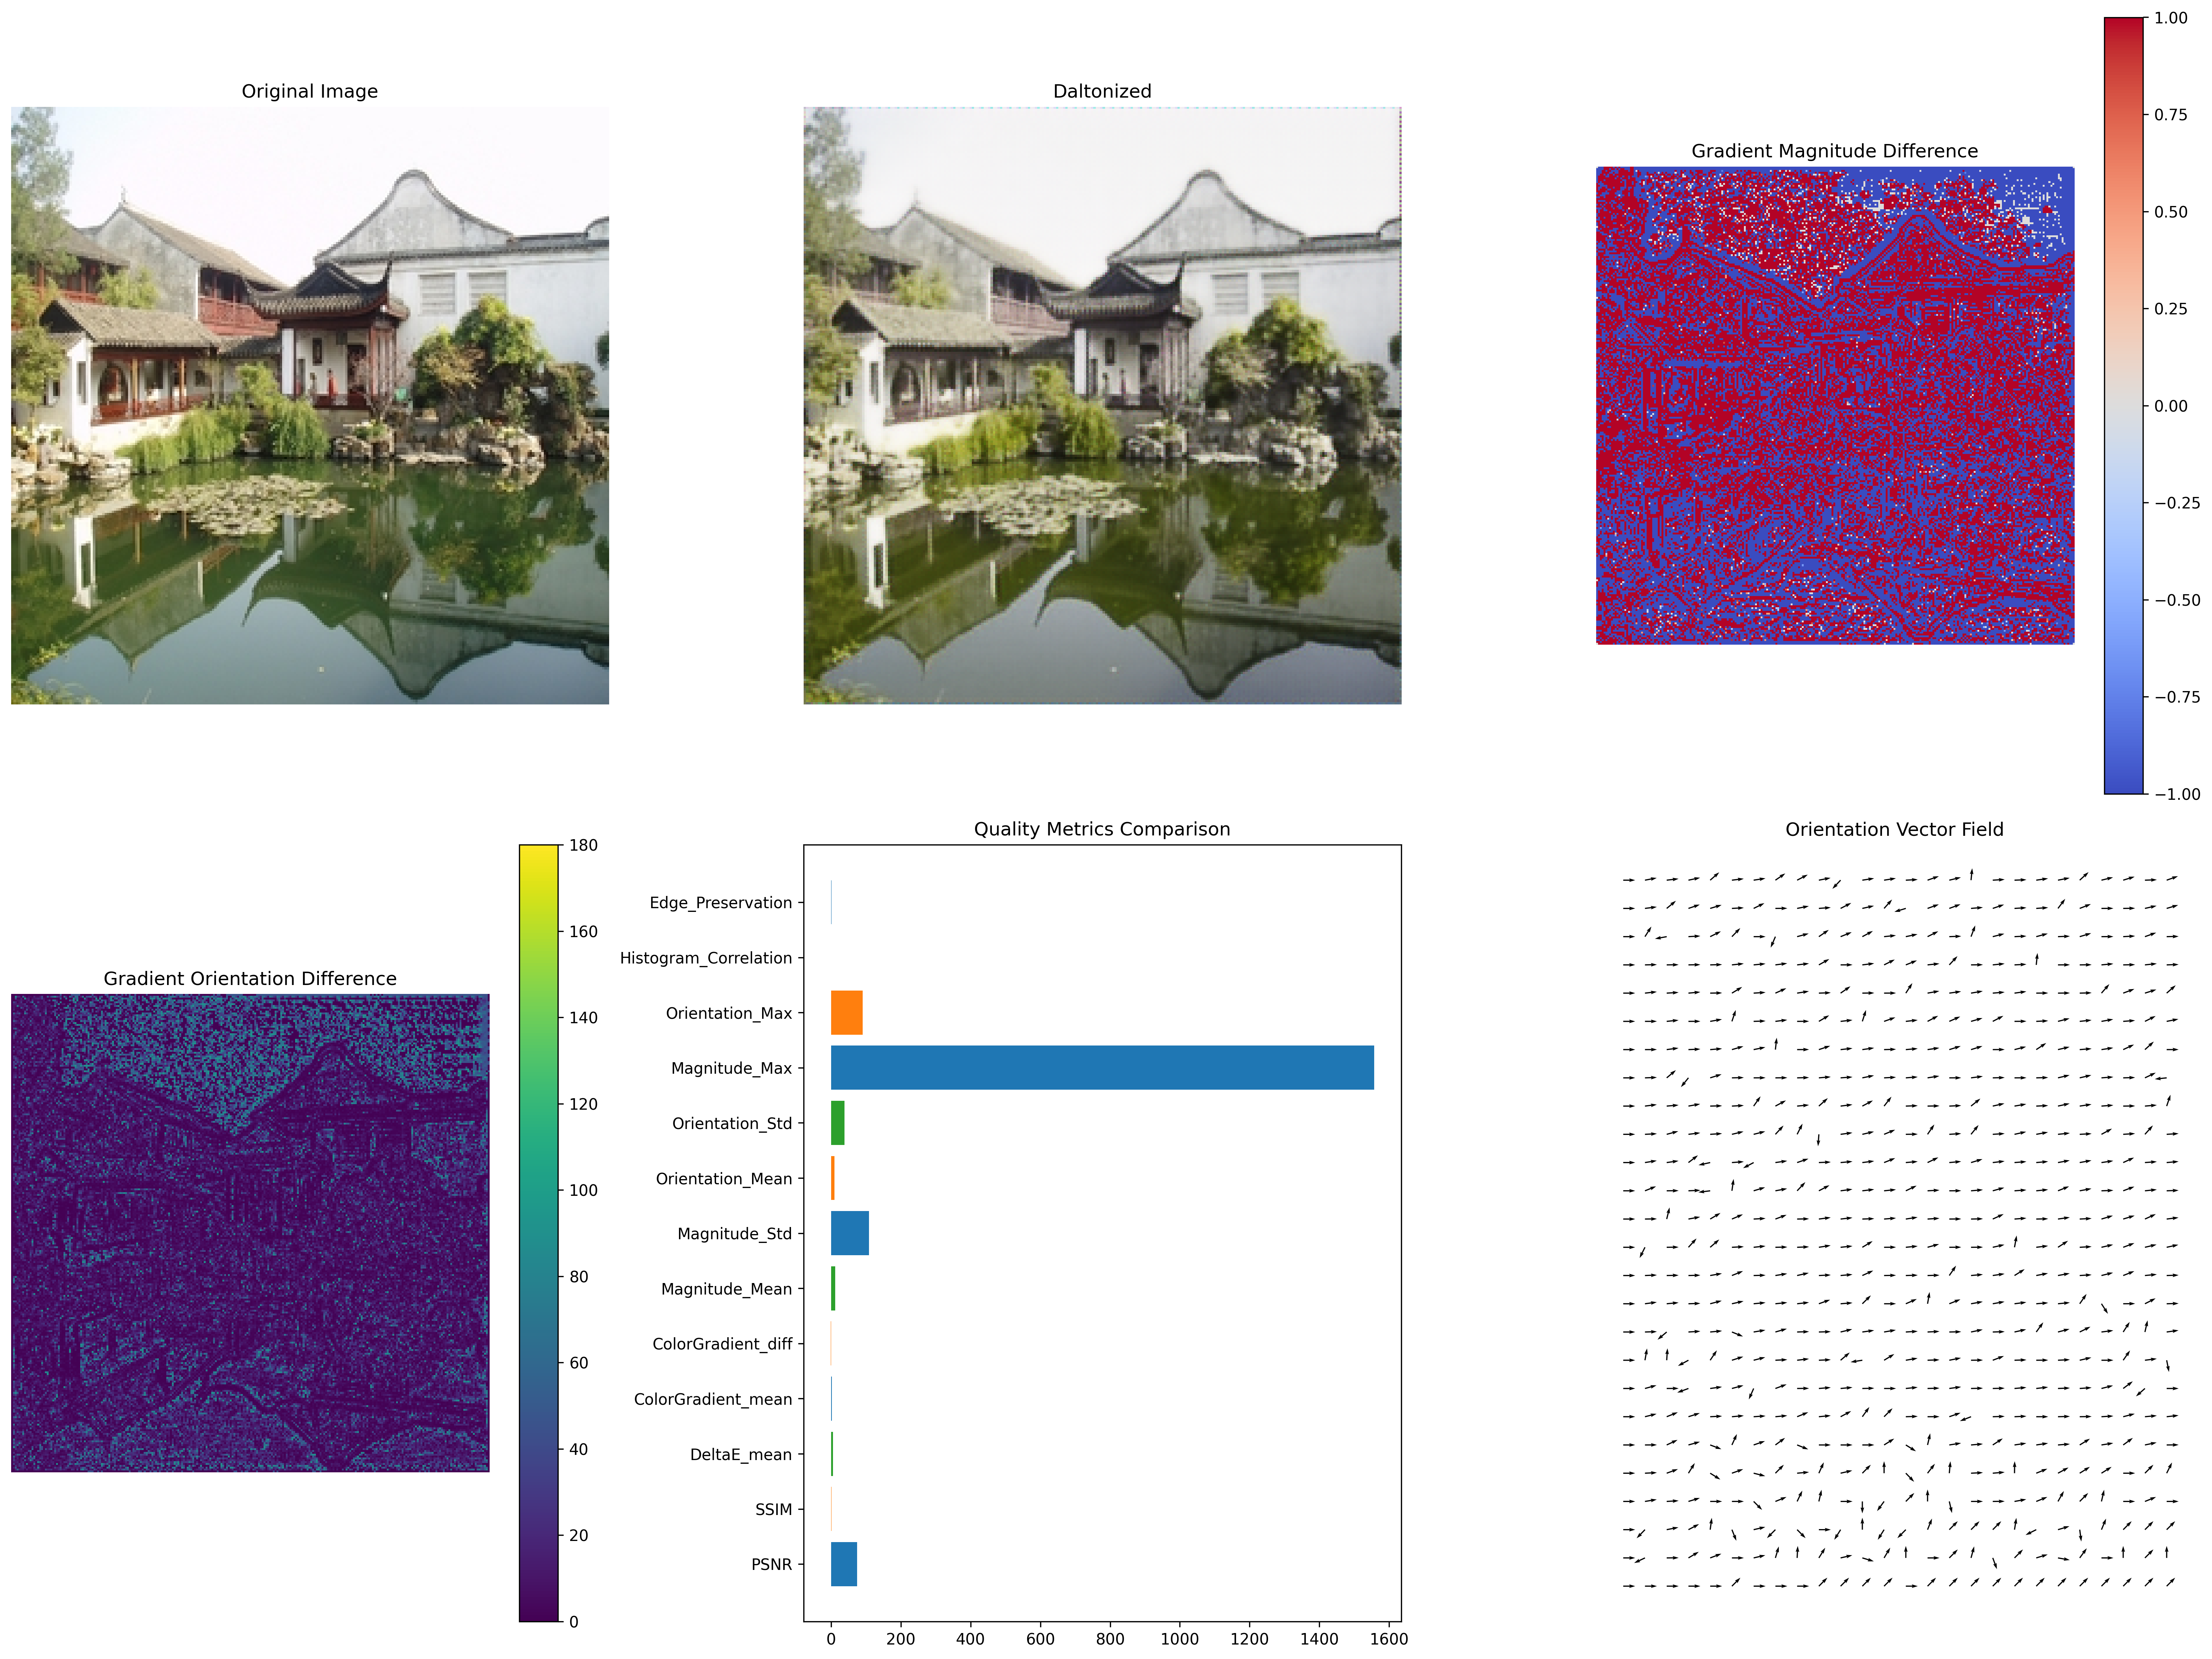 Original Image
Daltonized
Gradient Magnitude Difference
1.00
0.75
0.50
0.25
0.00
−0.25
−0.50
−0.75
−1.00
Gradient Orientation Difference
180
160
140
120
100
80
60
40
20
0
Quality Metrics Comparison
Edge_Preservation
Histogram_Correlation
Orientation_Max
Magnitude_Max
Orientation_Std
Orientation_Mean
Magnitude_Std
Magnitude_Mean
ColorGradient_diff
ColorGradient_mean
DeltaE_mean
SSIM
PSNR
0 200 400 600 800 1000 1200 1400 1600
Orientation Vector Field